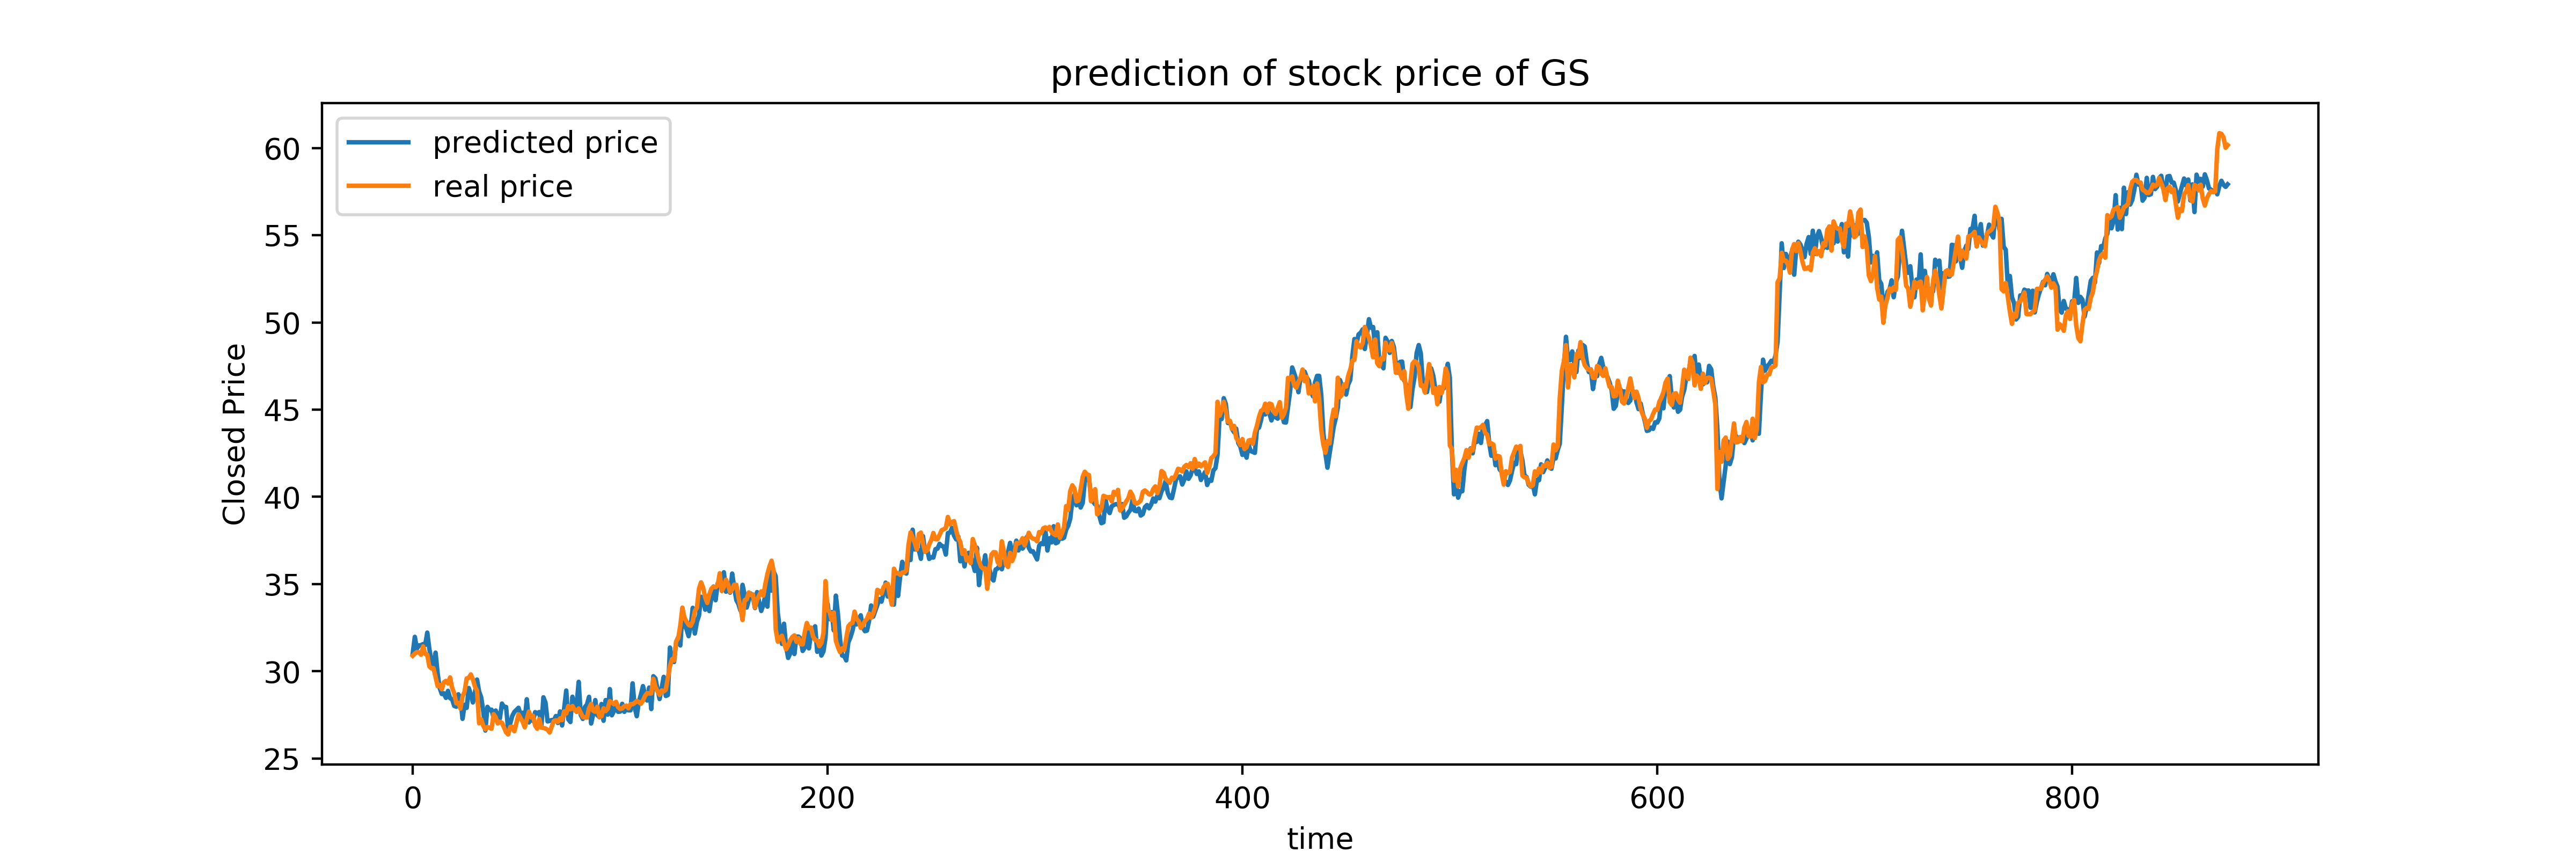 prediction of stock price of GS
predicted price
real price
Closed Price
60
55
50
45
40
35
30
25
0 200 400 600 800
time